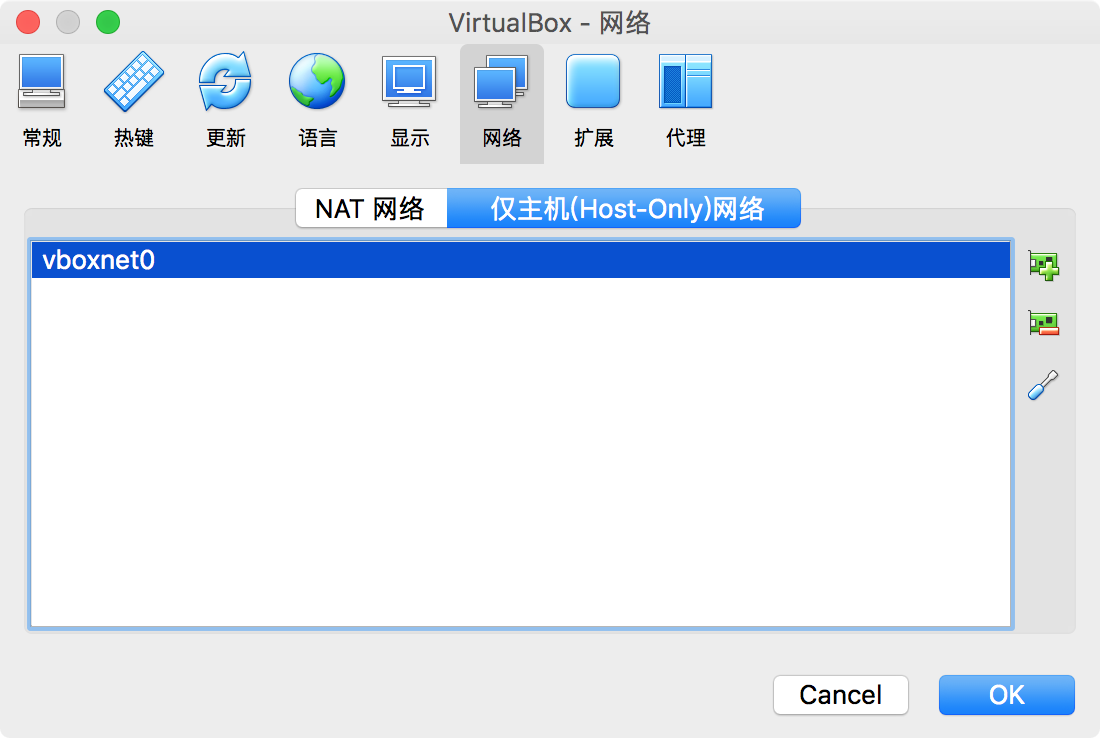 VirtualBox - 网络
常规 热键 更新 语言 显示 网络 扩展 代理
NAT 网络 仅主机(Host-Only)网络
vboxnet0
Cancel OK